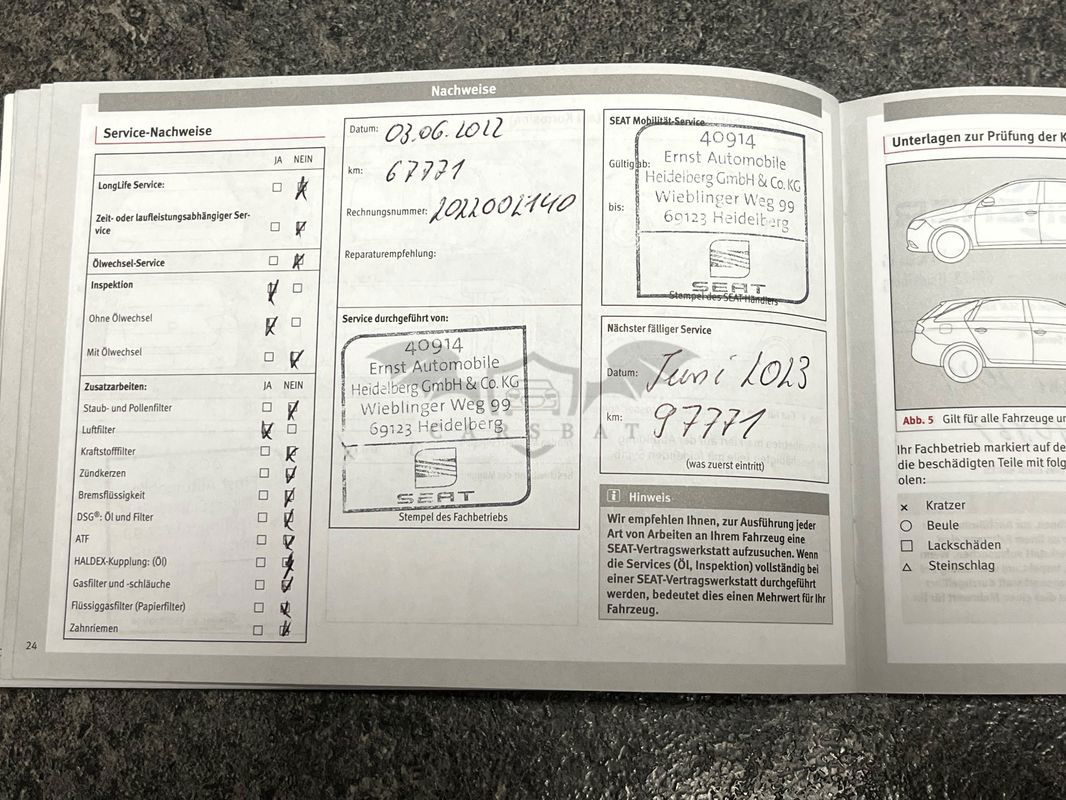 Nachweise
Service-Nachweise
JA NEIN
LongLife Service:
Zeit- oder laufleistungsabhängiger Ser-
vice
Ölwechsel-Service
Inspektion
Ohne Ölwechsel
Mit Ölwechsel
Zusatzarbeiten: JA NEIN
Staub- und Pollenfilter
Luftfilter
Kraftstofffilter
Zündkerzen
Bremsflüssigkeit
DSG®: Öl und Filter
ATF
HALDEX-Kupplung: (Öl)
Gasfilter und -schläuche
Flüssiggasfilter (Papierfilter)
Zahnriemen
24
Datum: 03.06.2022
km: 67771
Rechnungsnummer: 2022002140
Reparaturempfehlung:
Service durchgeführt von:
40914
Ernst Automobile
Heidelberg GmbH & Co. KG
Wieblinger Weg 99
69123 Heidelberg
SEAT
Stempel des Fachbetriebs
CARSBAT
SEAT Mobilität-Service
Gültig ab:
bis:
40914
Ernst Automobile
Heidelberg GmbH & Co. KG
Wieblinger Weg 99
69123 Heidelberg
SEAT
Stempel des SEAT-Händlers
Nächster fälliger Service
Datum: Juni 2023
km: 97771
(was zuerst eintritt)
i Hinweis
Wir empfehlen Ihnen, zur Ausführung jeder
Art von Arbeiten an Ihrem Fahrzeug eine
SEAT-Vertragswerkstatt aufzusuchen. Wenn
die Services (Öl, Inspektion) vollständig bei
einer SEAT-Vertragswerkstatt durchgeführt
werden, bedeutet dies einen Mehrwert für Ihr
Fahrzeug.
Unterlagen zur Prüfung der K
Abb. 5 Gilt für alle Fahrzeuge un
Ihr Fachbetrieb markiert auf de
die beschädigten Teile mit folg
olen:
Kratzer
Beule
Lackschäden
Steinschlag